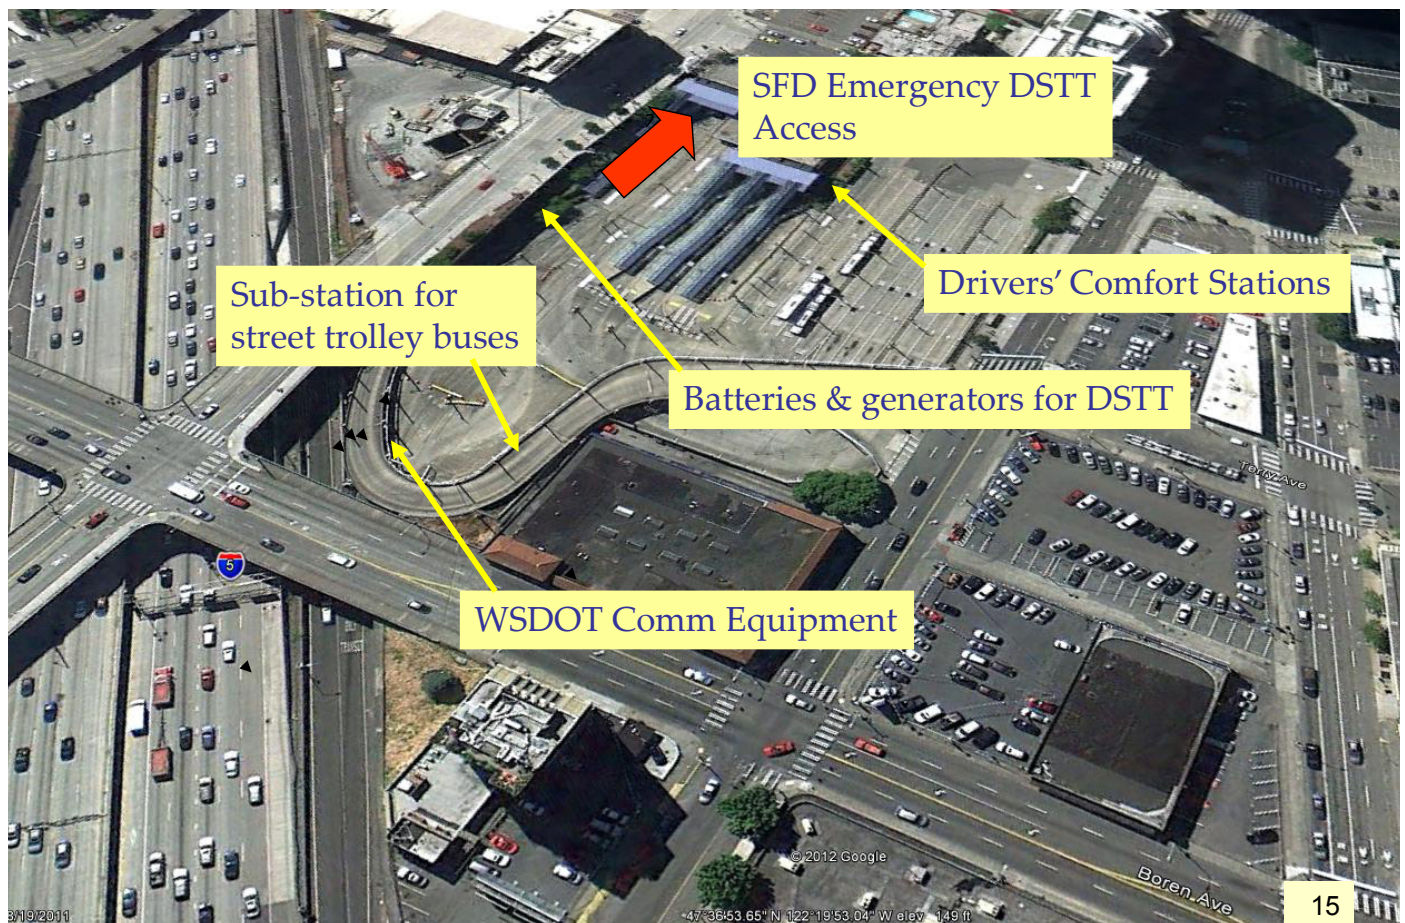 SFD Emergency DSTT
Access
Drivers’ Comfort Stations
Sub-station for
street trolley buses
Batteries & generators for DSTT
Terry Ave
5
WSDOT Comm Equipment
TRANSIT
© 2012 Google
Boren Ave
8/19/2011
47°36'53.65" N 122°19'53.04" W elev 149 ft
15